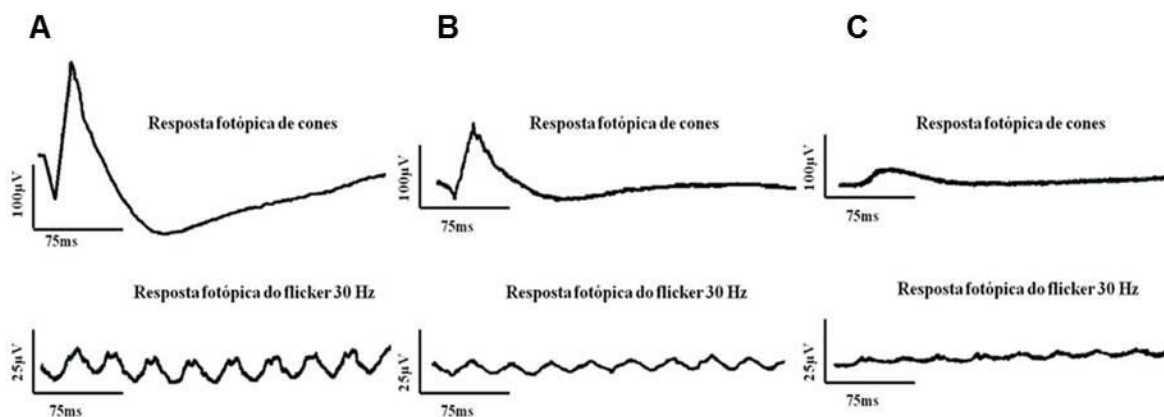 A
B
C
Resposta fotópica de cones
100µV
75ms
Resposta fotópica de cones
100µV
75ms
Resposta fotópica de cones
100µV
75ms
Resposta fotópica do flicker 30 Hz
25µV
75ms
Resposta fotópica do flicker 30 Hz
25µV
75ms
Resposta fotópica do flicker 30 Hz
25µV
75ms